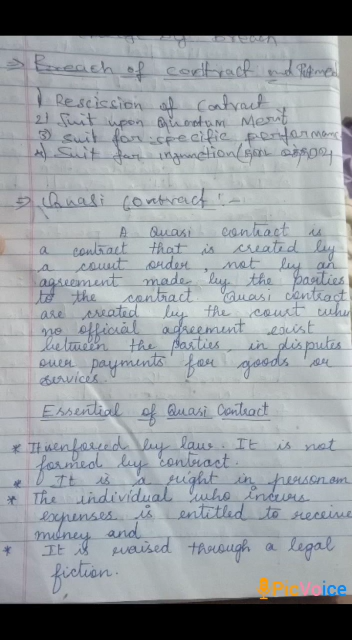 by breach
⇒ Breach of contract and
1) Rescission of Contract
2) Suit upon Quantum Merit
3) suit for specific performance
4) Suit for injunction
⇒ Quasi Contract :-
A Quasi contract is
a contract that is created by
a court order, not by an
agreement made by the parties
to the contract Quasi contract
are created by the court when
no official agreement exist
between the parties, in disputes
over payments for goods or
services.
Essential of Quasi Contract
* It enforced by law. It is not
formed by contract.
* It is a right in personam
* The individual who incurs
expenses is entitled to receive
money and
* It is raised through a legal
fiction.
PicVoice